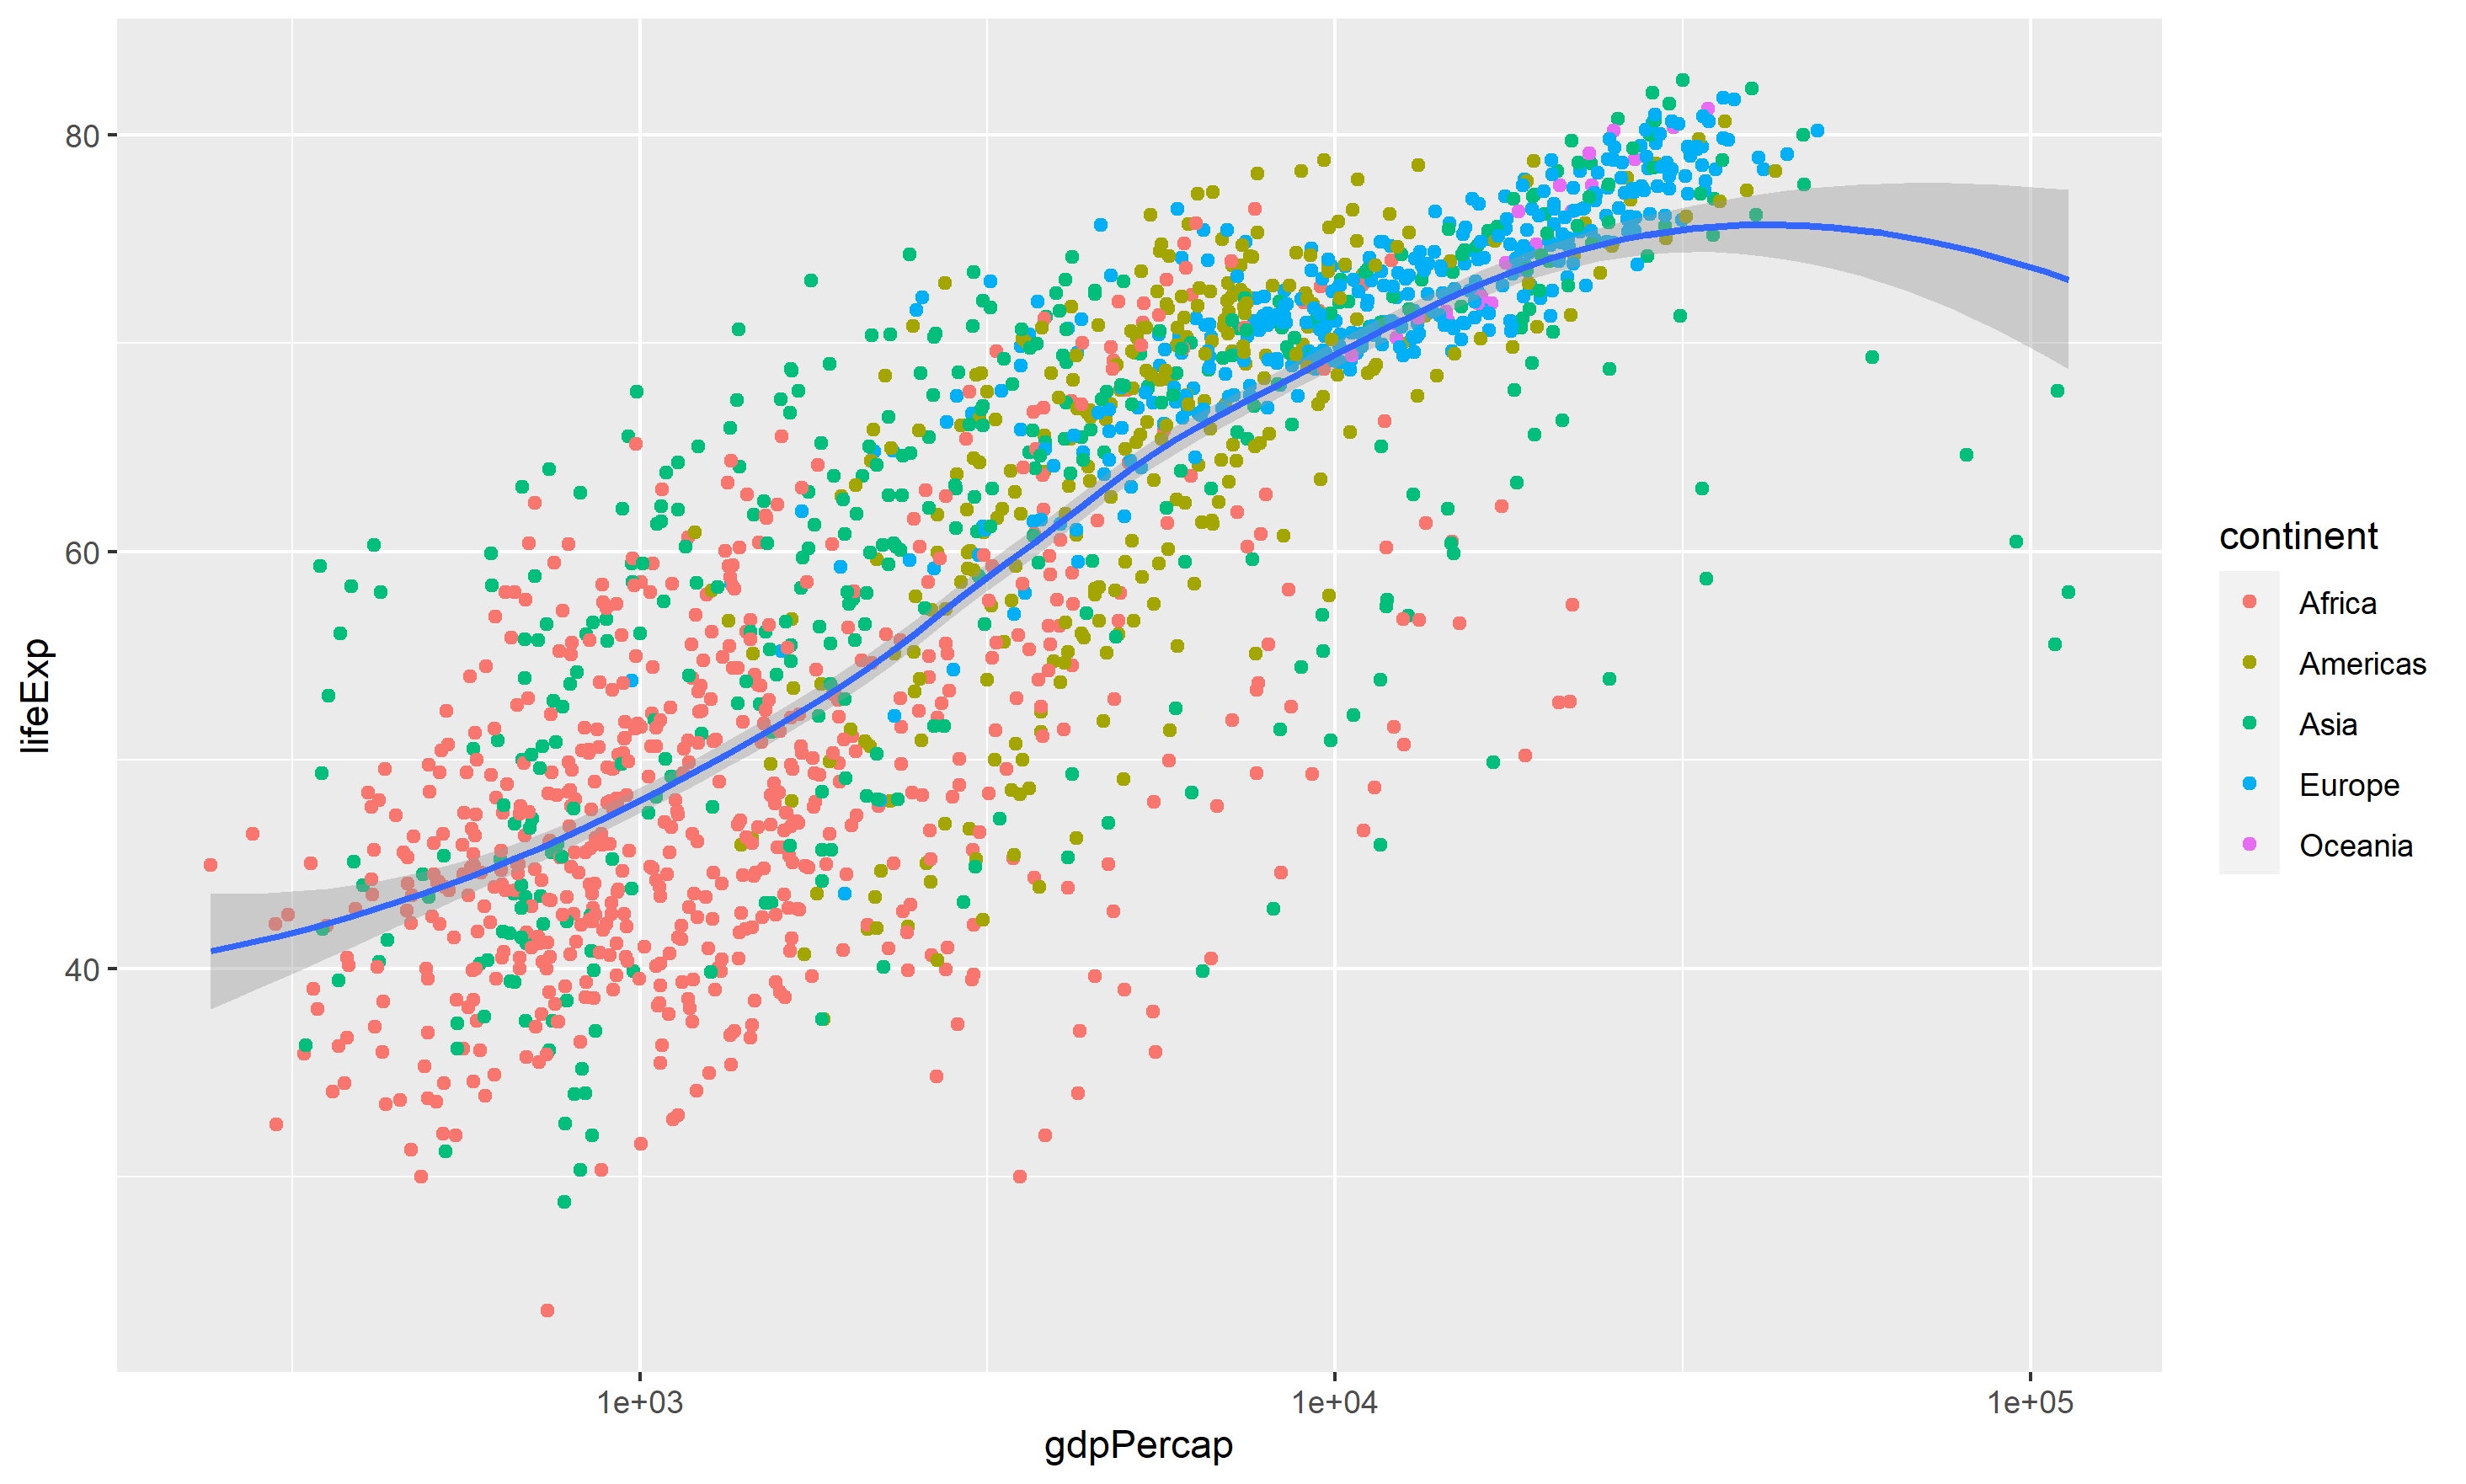 80
60
40
lifeExp
1e+03
1e+04
1e+05
gdpPercap
continent
Africa
Americas
Asia
Europe
Oceania